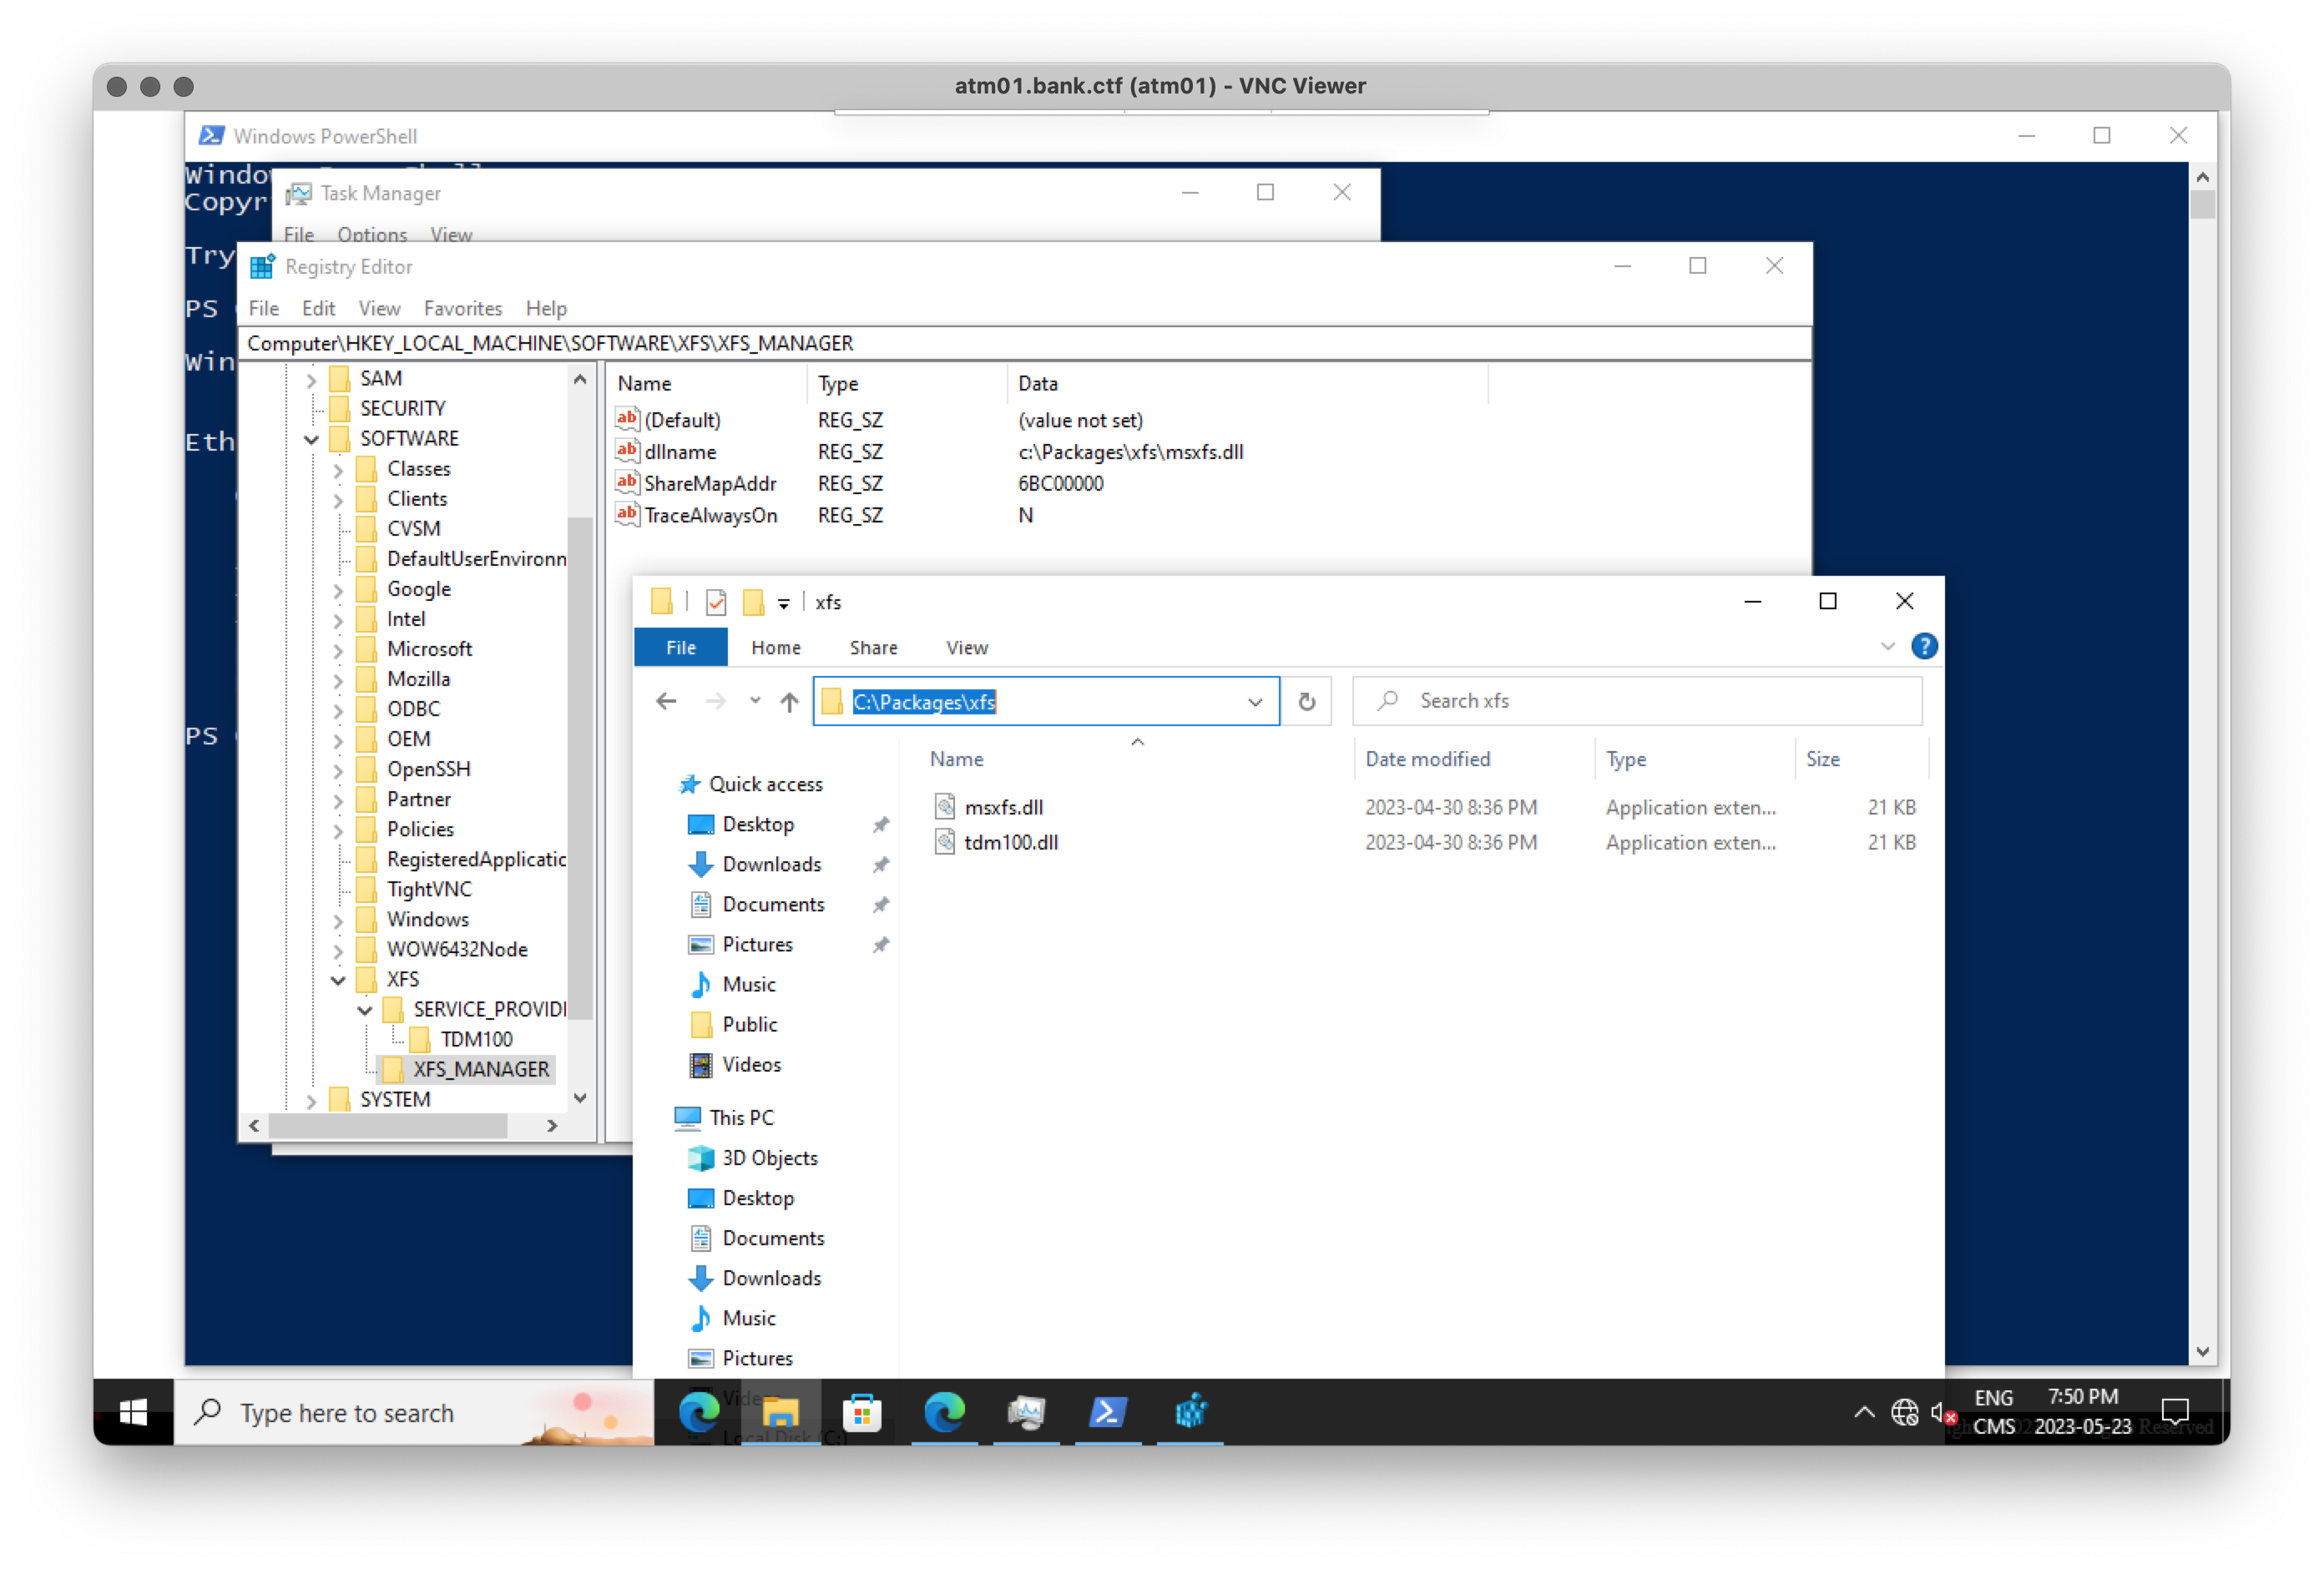 atm01.bank.ctf (atm01) - VNC Viewer
Windows PowerShell
Windo
Copyr
Task Manager
File Options View
Try
Registry Editor
PS
File Edit View Favorites Help
Computer\HKEY_LOCAL_MACHINE\SOFTWARE\XFS\XFS_MANAGER
Win
Eth
PS
SAM
SECURITY
SOFTWARE
Classes
Clients
CVSM
DefaultUserEnvironn
Google
Intel
Microsoft
Mozilla
ODBC
OEM
OpenSSH
Partner
Policies
RegisteredApplicatic
TightVNC
Windows
WOW6432Node
XFS
SERVICE_PROVIDI
TDM100
XFS_MANAGER
SYSTEM
Name Type Data
(Default) REG_SZ (value not set)
dllname REG_SZ c:\Packages\xfs\msxfs.dll
ShareMapAddr REG_SZ 6BC00000
TraceAlwaysOn REG_SZ N
xfs
File Home Share View
C:\Packages\xfs
Search xfs
Quick access
Desktop
Downloads
Documents
Pictures
Music
Public
Videos
This PC
3D Objects
Desktop
Documents
Downloads
Music
Pictures
Videos
Local Disk (C:)
Name Date modified Type Size
msxfs.dll 2023-04-30 8:36 PM Application exten... 21 KB
tdm100.dll 2023-04-30 8:36 PM Application exten... 21 KB
Type here to search
ENG
CMS
7:50 PM
2023-05-23
Reserved